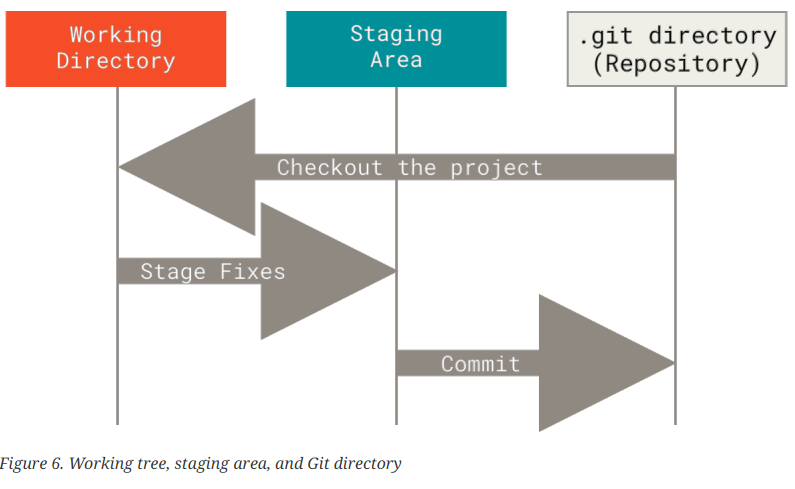 Working
Directory
Staging
Area
.git directory
(Repository)
Checkout the project
Stage Fixes
Commit
Figure 6. Working tree, staging area, and Git directory